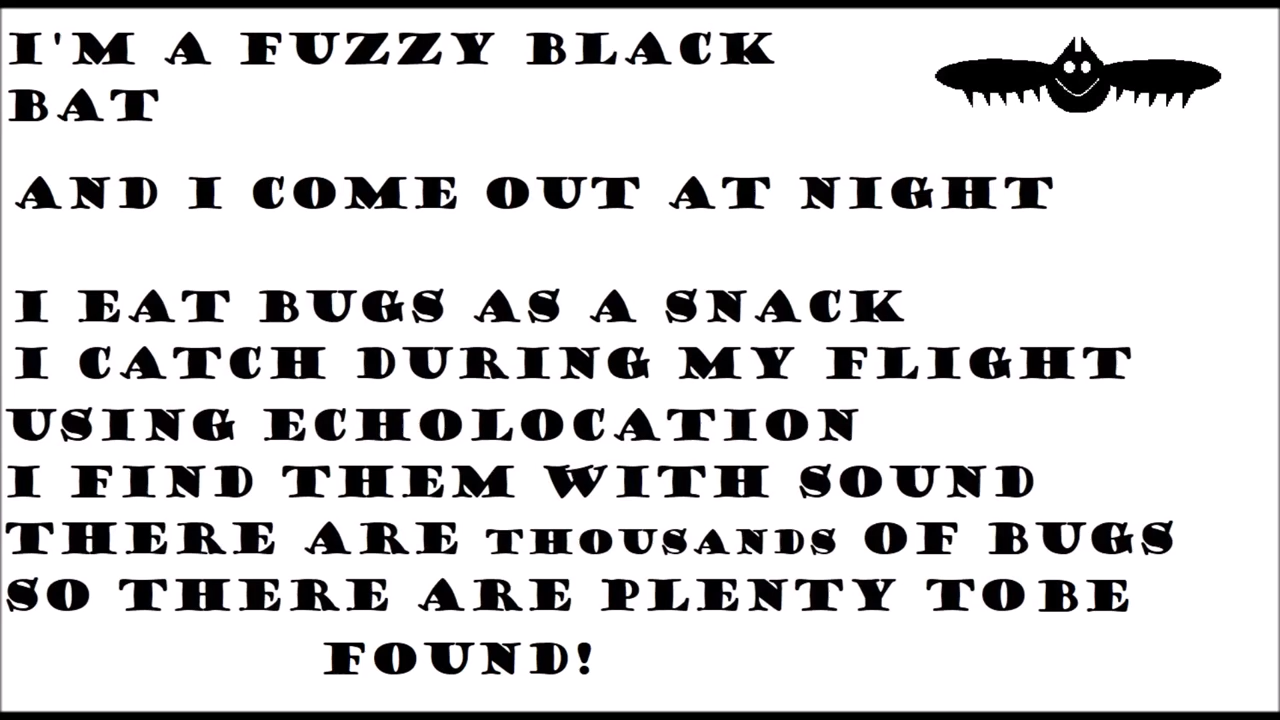 I'M A FUZZY BLACK
BAT
AND I COME OUT AT NIGHT
I EAT BUGS AS A SNACK
I CATCH DURING MY FLIGHT
USING ECHOLOCATION
I FIND THEM WITH SOUND
THERE ARE THOUSANDS OF BUGS
SO THERE ARE PLENTY TOBE
FOUND!